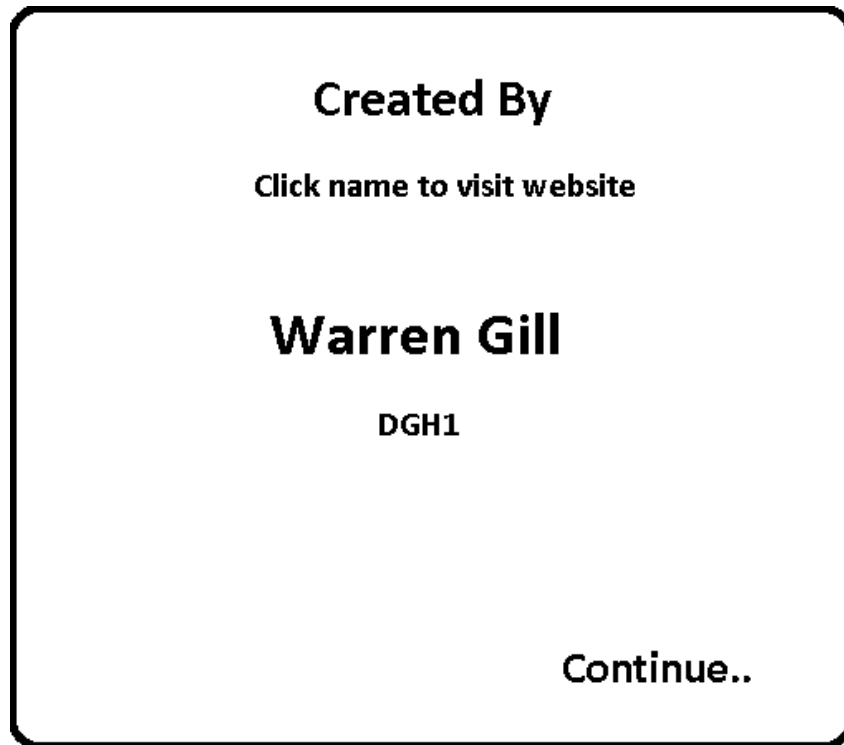 Created By
Click name to visit website
Warren Gill
DGH1
Continue..